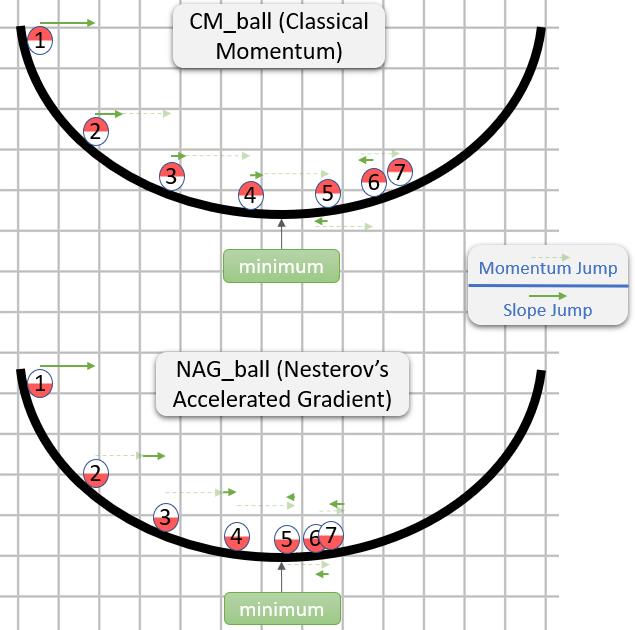 CM_ball (Classical
Momentum)
1
2
3
4
5
6
7
minimum
Momentum Jump
Slope Jump
NAG_ball (Nesterov’s
Accelerated Gradient)
1
2
3
4
5
6
7
minimum